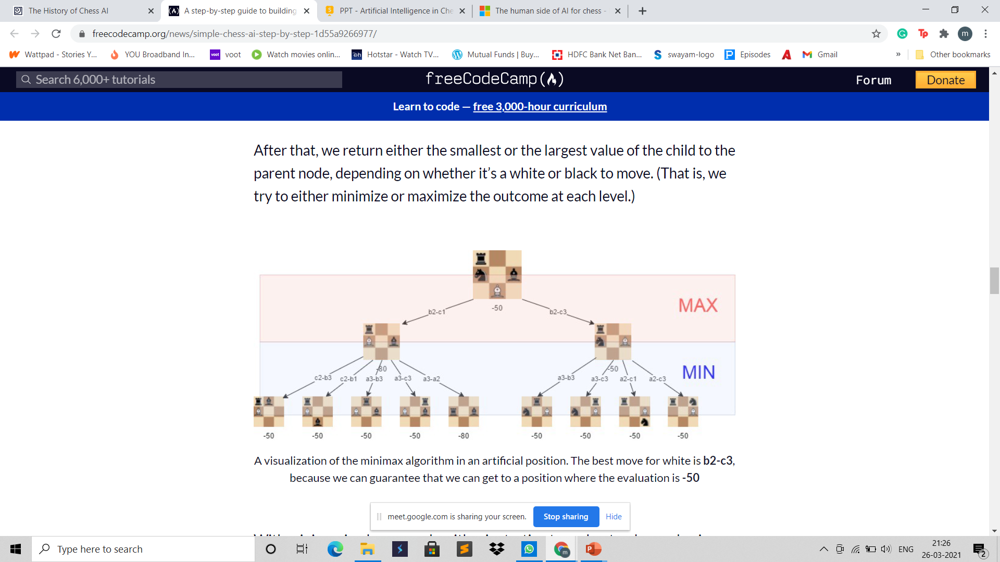 The History of Chess AI
A step-by-step guide to building
PPT - Artificial Intelligence in Che
The human side of AI for chess -
freecodecamp.org/news/simple-chess-ai-step-by-step-1d55a9266977/
m
Wattpad - Stories Y...
YOU Broadband In...
voot
voot
Watch movies onlin...
Hotstar - Watch TV...
Mutual Funds | Buy...
HDFC Bank Net Ban...
swayam-logo
Episodes
Gmail
»
Other bookmarks
Search 6,000+ tutorials
freeCodeCamp
Forum
Donate
Learn to code — free 3,000-hour curriculum
After that, we return either the smallest or the largest value of the child to the
parent node, depending on whether it’s a white or black to move. (That is, we
try to either minimize or maximize the outcome at each level.)
MAX
b2-c1
-50
b2-c3
MIN
-80
-50
c2-b3
c2-b1
a3-b3
a3-c3
a3-a2
a3-b3
a3-c3
a2-c1
a2-c3
-50
-50
-50
-50
-80
-50
-50
-50
-50
A visualization of the minimax algorithm in an artificial position. The best move for white is b2-c3,
because we can guarantee that we can get to a position where the evaluation is -50
meet.google.com is sharing your screen.
Stop sharing
Hide
Type here to search
ENG
21:26
26-03-2021
2